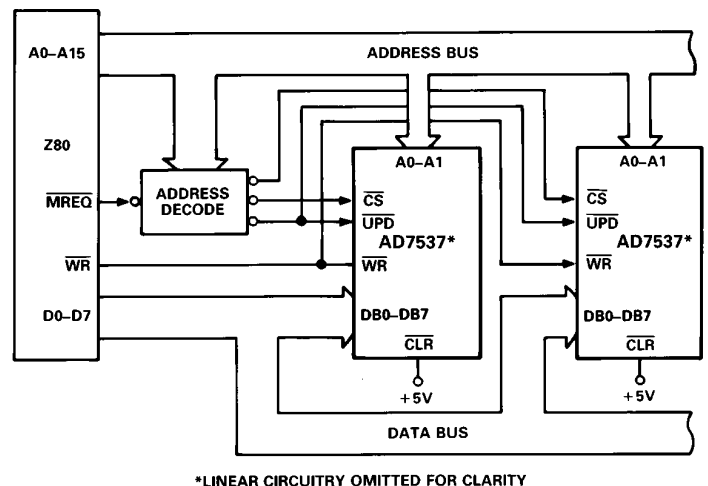 A0–A15
ADDRESS BUS
Z80
A0–A1
A0–A1
MREQ
ADDRESS
DECODE
CS
CS
UPD
UPD
AD7537*
AD7537*
WR
WR
WR
D0–D7
DB0–DB7
DB0–DB7
CLR
CLR
+5V
+5V
DATA BUS
*LINEAR CIRCUITRY OMITTED FOR CLARITY